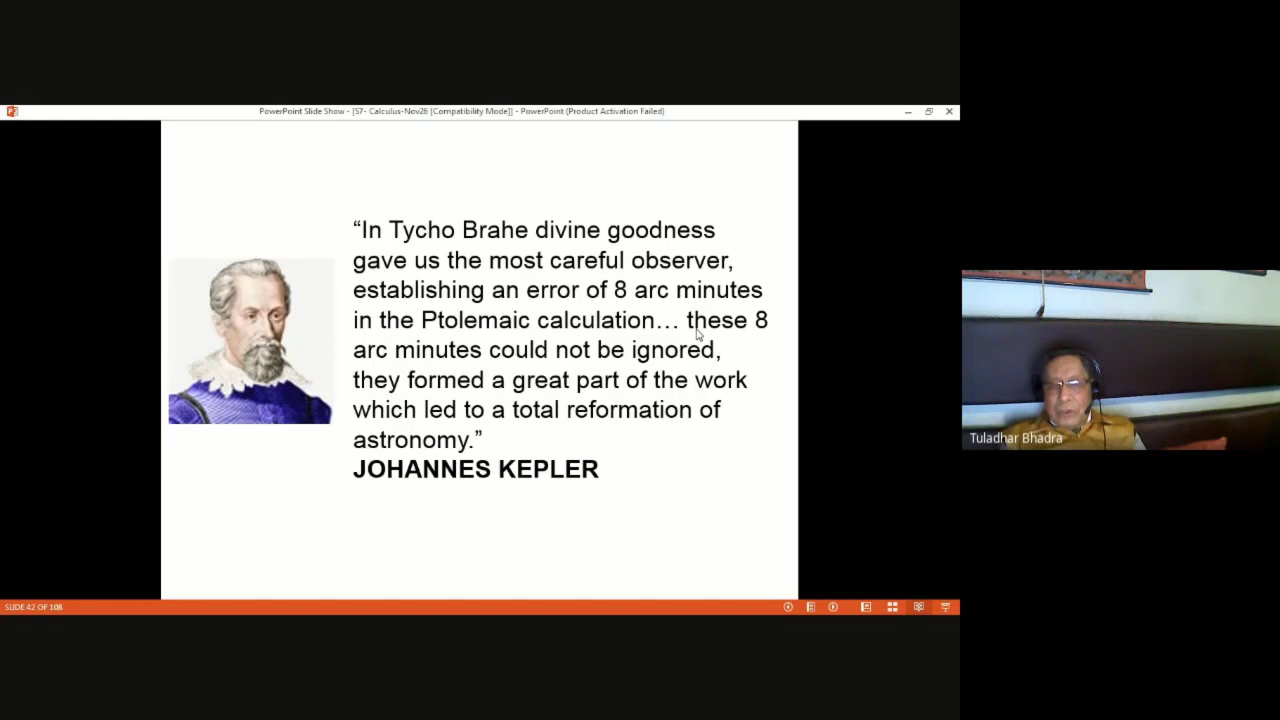 PowerPoint Slide Show - [57- Calculus-Nov26 [Compatibility Mode]] - PowerPoint (Product Activation Failed)
“In Tycho Brahe divine goodness
gave us the most careful observer,
establishing an error of 8 arc minutes
in the Ptolemaic calculation… these 8
arc minutes could not be ignored,
they formed a great part of the work
which led to a total reformation of
astronomy.”
JOHANNES KEPLER
Tuladhar Bhadra
SLIDE 42 OF 108